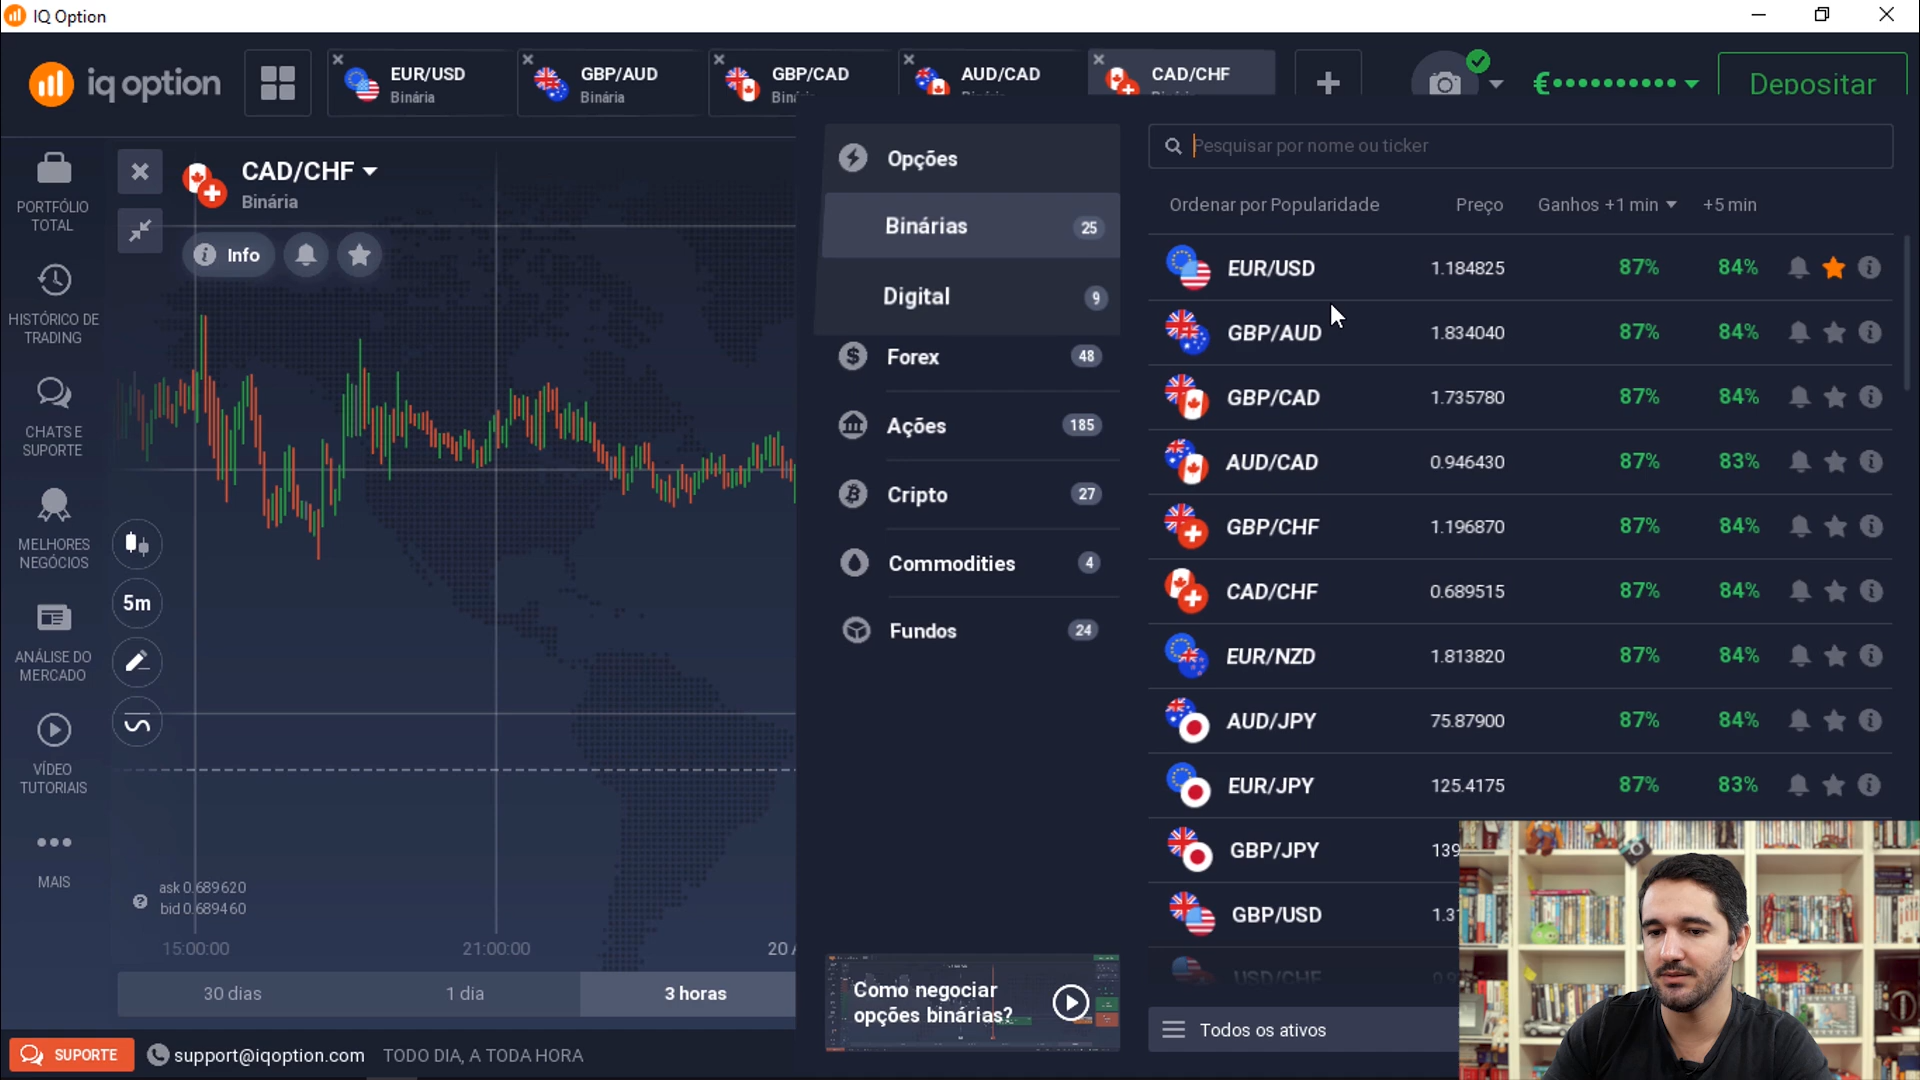 IQ Option
iq option
EUR/USD
Binária
GBP/AUD
Binária
GBP/CAD
AUD/CAD
CAD/CHF
Depositar
CAD/CHF
Binária
Info
PORTFÓLIO
TOTAL
HISTÓRICO DE
TRADING
CHATS E
SUPORTE
MELHORES
NEGÓCIOS
ANÁLISE DO
MERCADO
VÍDEO
TUTORIAIS
MAIS
5m
ask 0.689620
bid 0.689460
15:00:00
21:00:00
20
30 dias
1 dia
3 horas
SUPORTE
support@iqoption.com
TODO DIA, A TODA HORA
Opções
Binárias 25
Digital 9
Forex 48
Ações 185
Cripto 27
Commodities 4
Fundos 24
Como negociar
opções binárias?
Pesquisar por nome ou ticker
Ordenar por Popularidade Preço Ganhos +1 min +5 min
EUR/USD 1.184825 87% 84%
GBP/AUD 1.834040 87% 84%
GBP/CAD 1.735780 87% 84%
AUD/CAD 0.946430 87% 83%
GBP/CHF 1.196870 87% 84%
CAD/CHF 0.689515 87% 84%
EUR/NZD 1.813820 87% 84%
AUD/JPY 75.87900 87% 84%
EUR/JPY 125.4175 87% 83%
GBP/JPY 139
GBP/USD 1.3
USD/CHF
Todos os ativos